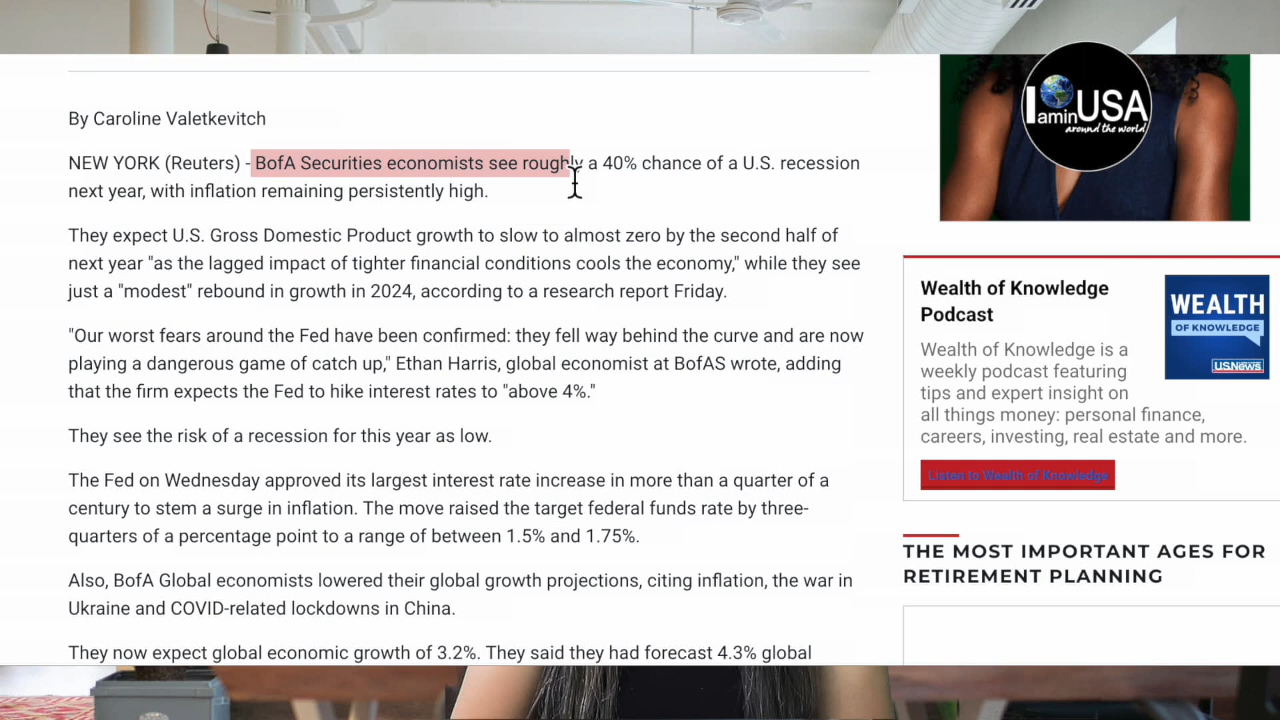 By Caroline Valetkevitch
NEW YORK (Reuters) - BofA Securities economists see roughly a 40% chance of a U.S. recession
next year, with inflation remaining persistently high.
They expect U.S. Gross Domestic Product growth to slow to almost zero by the second half of
next year "as the lagged impact of tighter financial conditions cools the economy," while they see
just a "modest" rebound in growth in 2024, according to a research report Friday.
"Our worst fears around the Fed have been confirmed: they fell way behind the curve and are now
playing a dangerous game of catch up," Ethan Harris, global economist at BofAS wrote, adding
that the firm expects the Fed to hike interest rates to "above 4%."
They see the risk of a recession for this year as low.
The Fed on Wednesday approved its largest interest rate increase in more than a quarter of a
century to stem a surge in inflation. The move raised the target federal funds rate by three-
quarters of a percentage point to a range of between 1.5% and 1.75%.
Also, BofA Global economists lowered their global growth projections, citing inflation, the war in
Ukraine and COVID-related lockdowns in China.
They now expect global economic growth of 3.2%. They said they had forecast 4.3% global
I amin USA
around the world
Wealth of Knowledge
Podcast
Wealth of Knowledge is a
weekly podcast featuring
tips and expert insight on
all things money: personal finance,
careers, investing, real estate and more.
WEALTH
OF KNOWLEDGE
U.S.News
Listen to Wealth of Knowledge
THE MOST IMPORTANT AGES FOR
RETIREMENT PLANNING